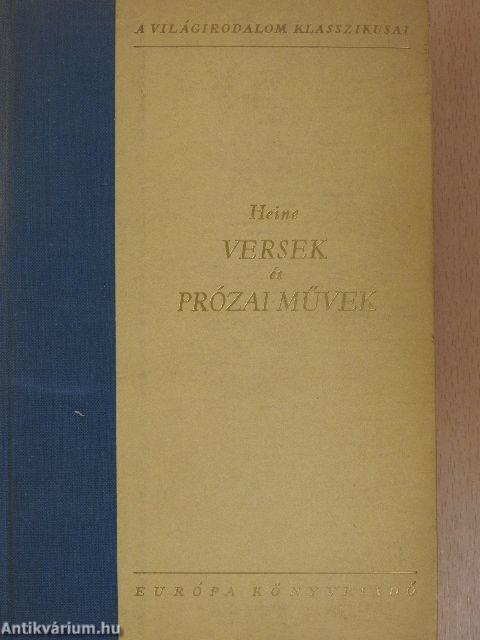 A VILÁGIRODALOM KLASSZIKUSAI
Heine
VERSEK
és
PRÓZAI MŰVEK
EURÓPA KÖNYVKIADÓ
Antikvárium.hu